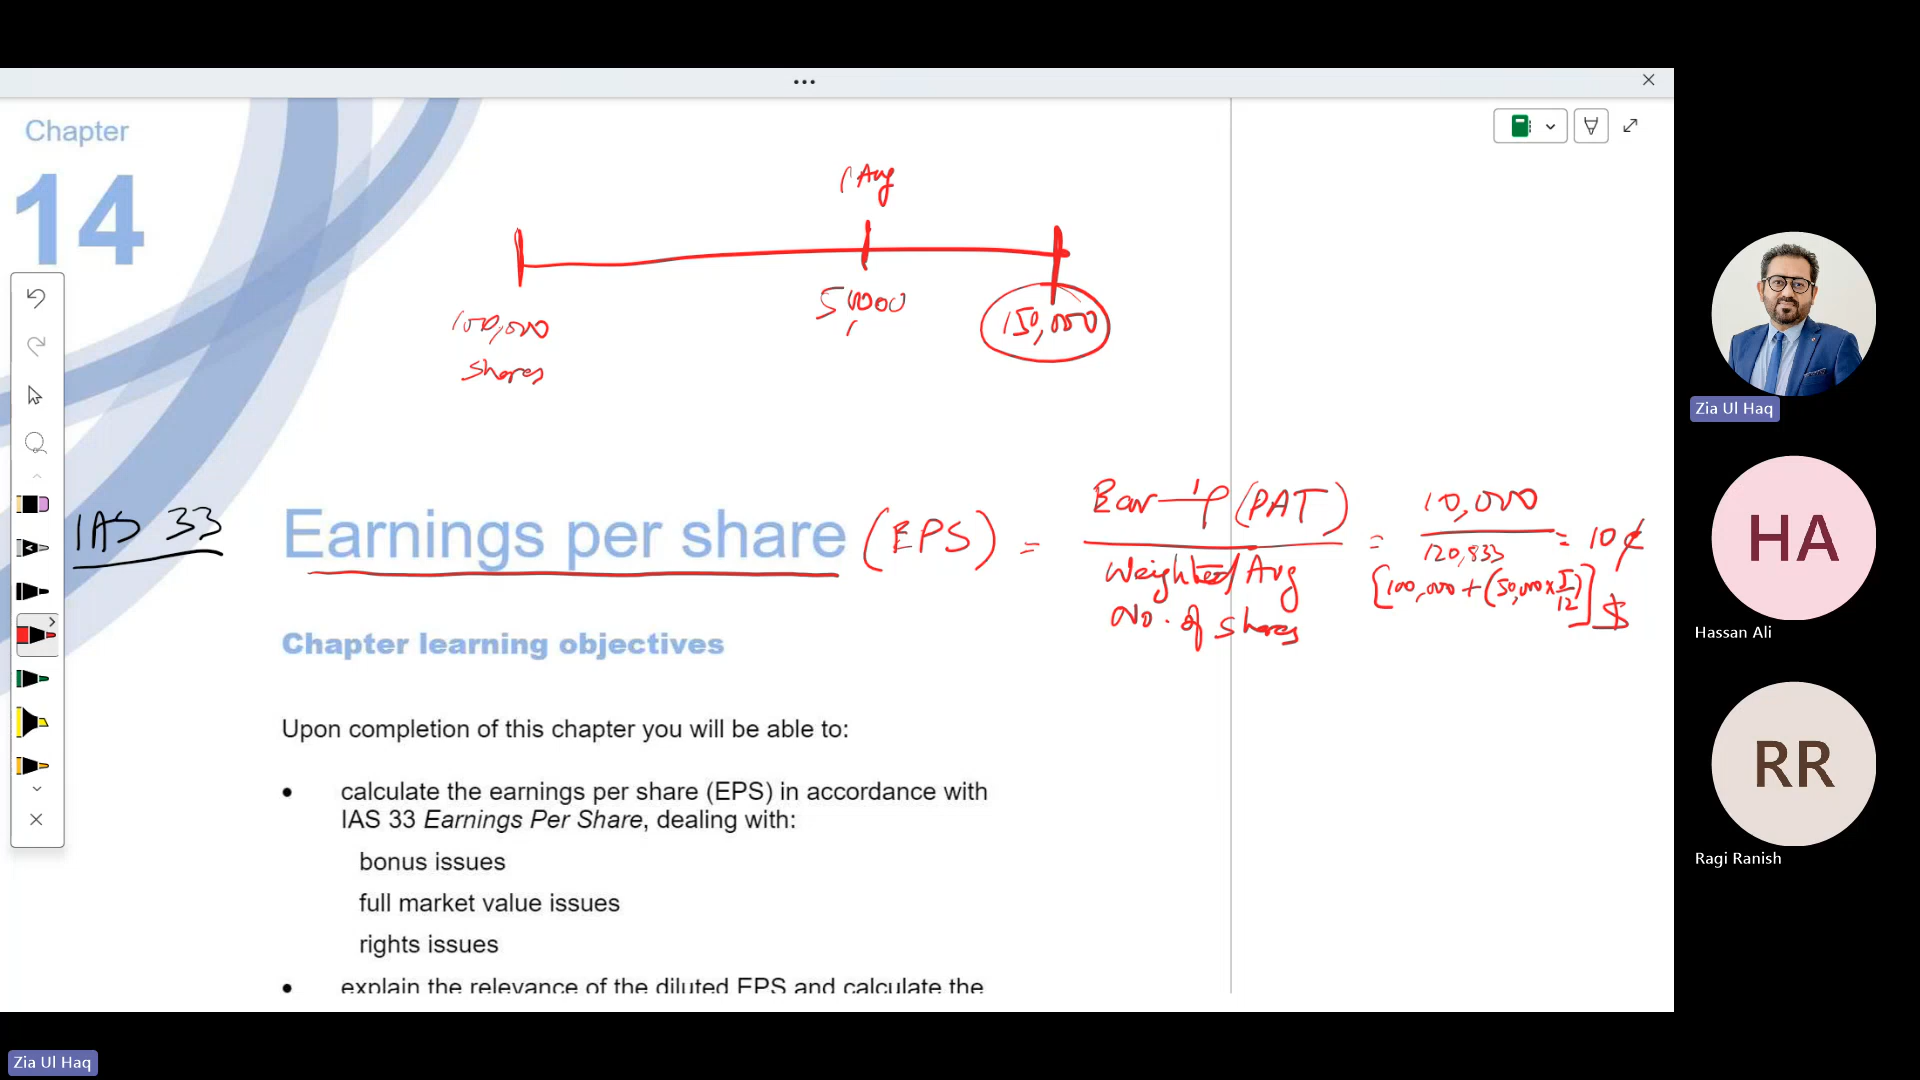 Chapter
14
1 Aug
100,000
shares
50,000
150,000
IAS 33
Earnings per share (EPS) =
(PAT)
Weighted Avg
No. of shares
= 10,000
120,833
[100,000 + (50,000 x 5/12)]
= 10 ¢
$
Chapter learning objectives
Upon completion of this chapter you will be able to:
• calculate the earnings per share (EPS) in accordance with
IAS 33 Earnings Per Share, dealing with:
bonus issues
full market value issues
rights issues
• explain the relevance of the diluted EPS and calculate the
Zia Ul Haq
HA
Hassan Ali
RR
Ragi Ranish
Zia Ul Haq